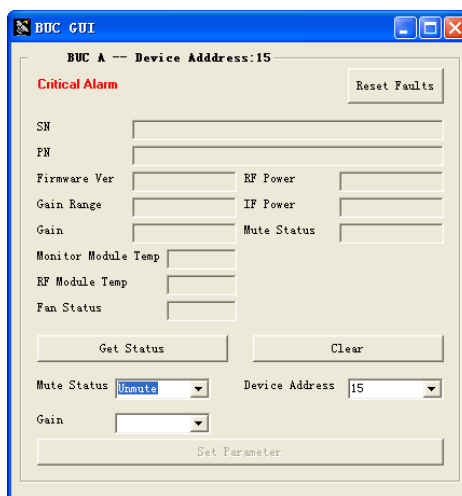 BUC GUI
BUC A -- Device Adddress:15
Critical Alarm
Reset Faults
SN
PN
Firmware Ver RF Power
Gain Range IF Power
Gain Mute Status
Monitor Module Temp
RF Module Temp
Fan Status
Get Status Clear
Mute Status Unmute Device Address 15
Gain
Set Parameter